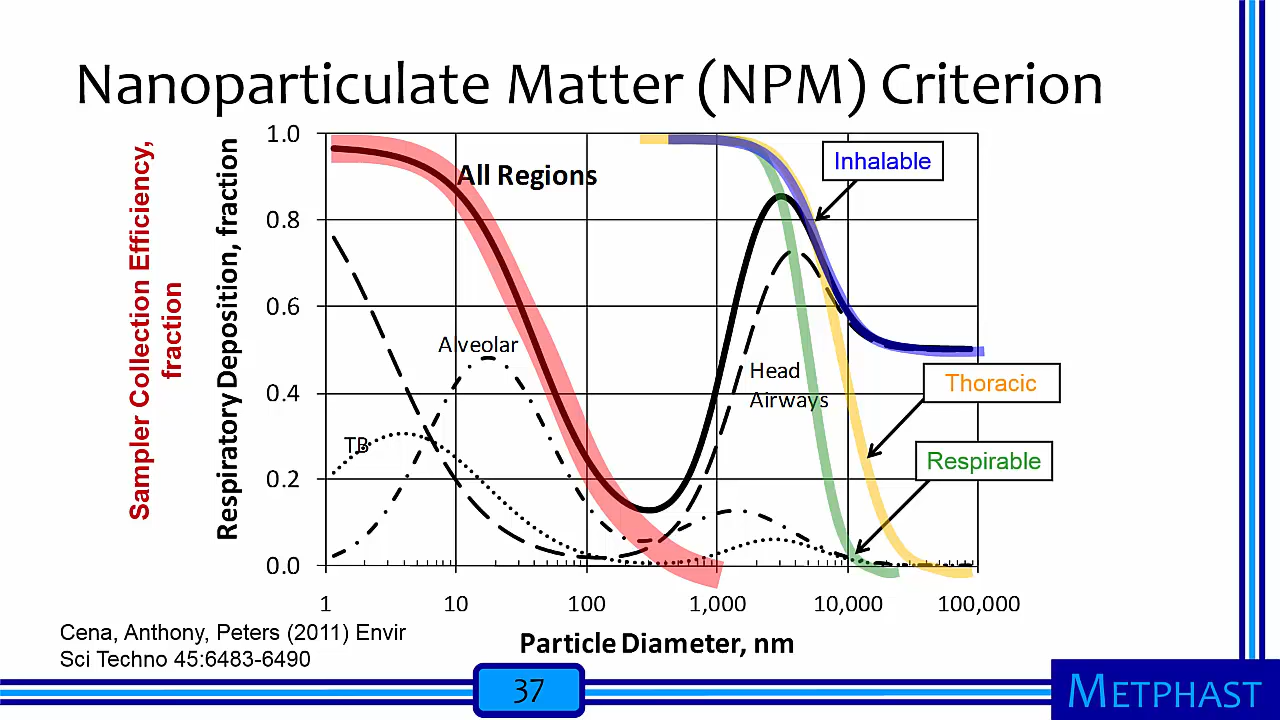 Nanoparticulate Matter (NPM) Criterion
Sampler Collection Efficiency,
fraction
Respiratory Deposition, fraction
1.0
0.8
0.6
0.4
0.2
0.0
All Regions
Alveolar
TB
Head
Airways
Inhalable
Thoracic
Respirable
1
10
100
1,000
10,000
100,000
Particle Diameter, nm
Cena, Anthony, Peters (2011) Envir
Sci Techno 45:6483-6490
37
METPHAST